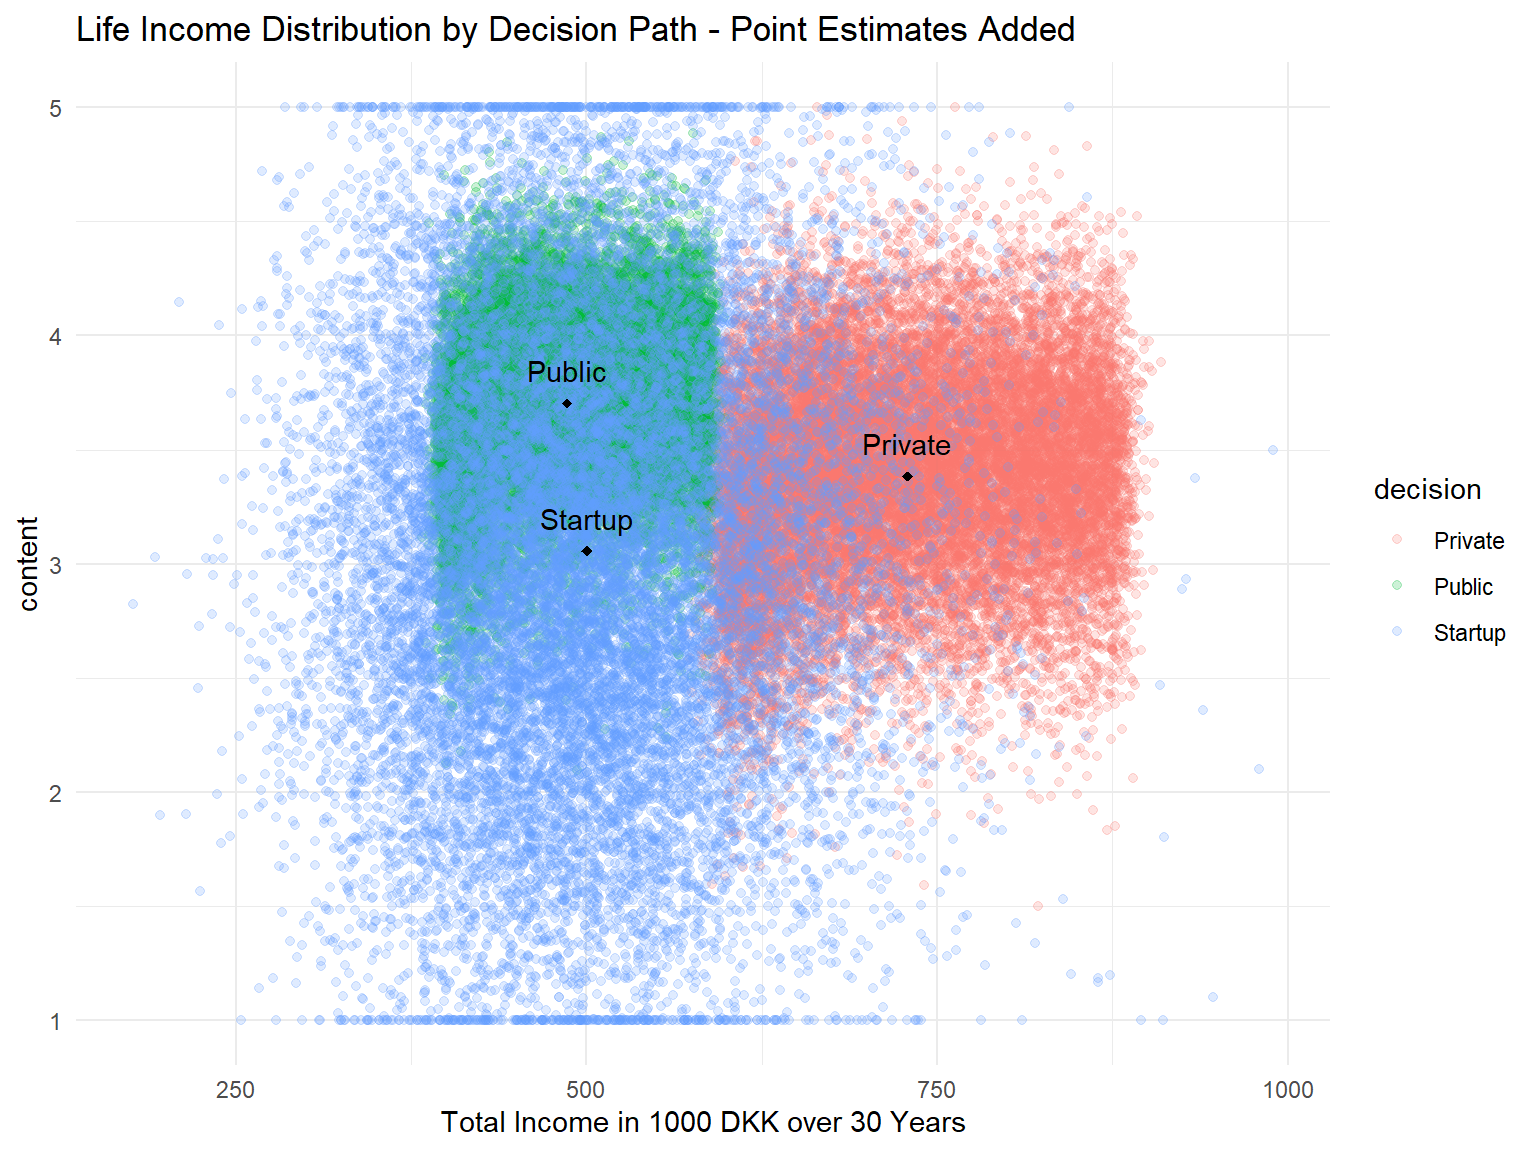 Life Income Distribution by Decision Path - Point Estimates Added
5
4
3
2
1
content
Public
Private
Startup
250
500
750
1000
Total Income in 1000 DKK over 30 Years
decision
Private
Public
Startup